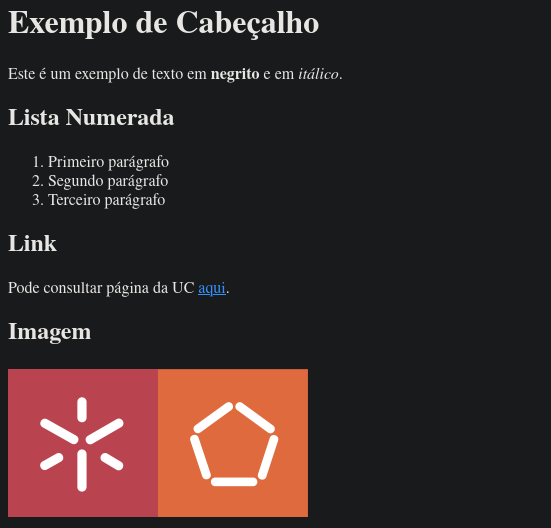 Exemplo de Cabeçalho
Este é um exemplo de texto em negrito e em itálico.
Lista Numerada
1. Primeiro parágrafo
2. Segundo parágrafo
3. Terceiro parágrafo
Link
Pode consultar página da UC aqui.
Imagem